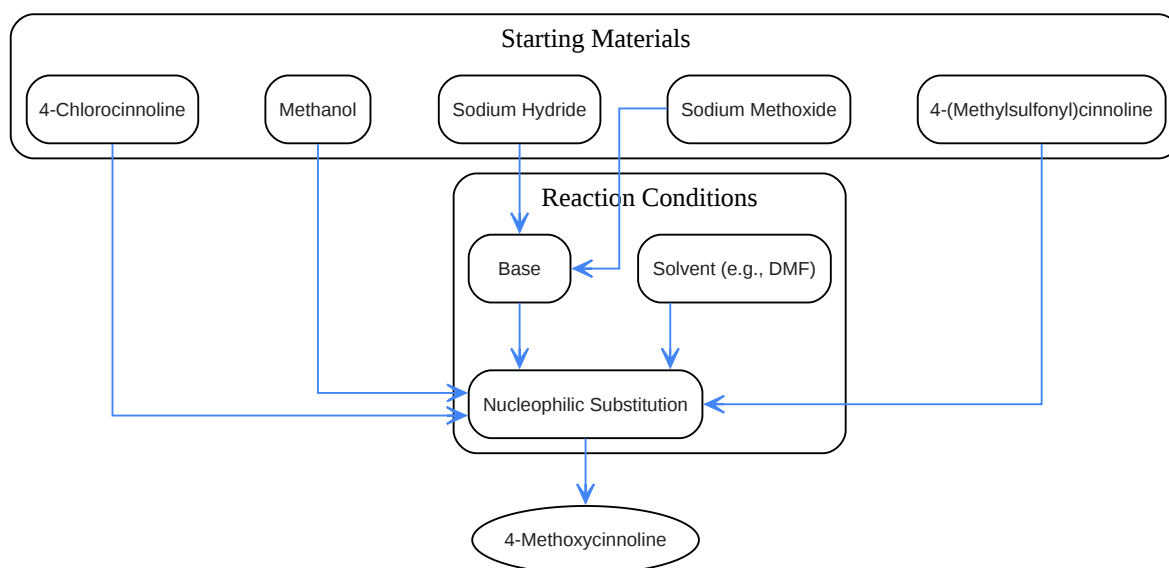 Starting Materials
4-Chlorocinnoline
Methanol
Sodium Hydride
Sodium Methoxide
4-(Methylsulfonyl)cinnoline
Reaction Conditions
Base
Solvent (e.g., DMF)
Nucleophilic Substitution
4-Methoxycinnoline